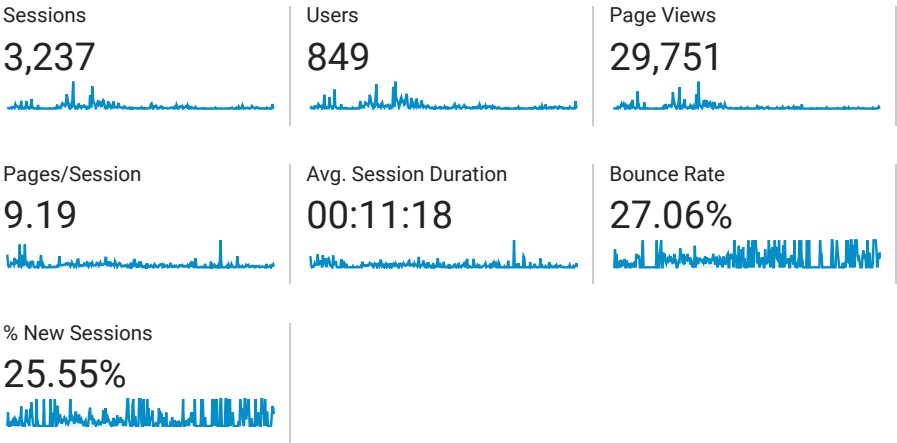 Sessions
3,237
Users
849
Page Views
29,751
Pages/Session
9.19
Avg. Session Duration
00:11:18
Bounce Rate
27.06%
% New Sessions
25.55%